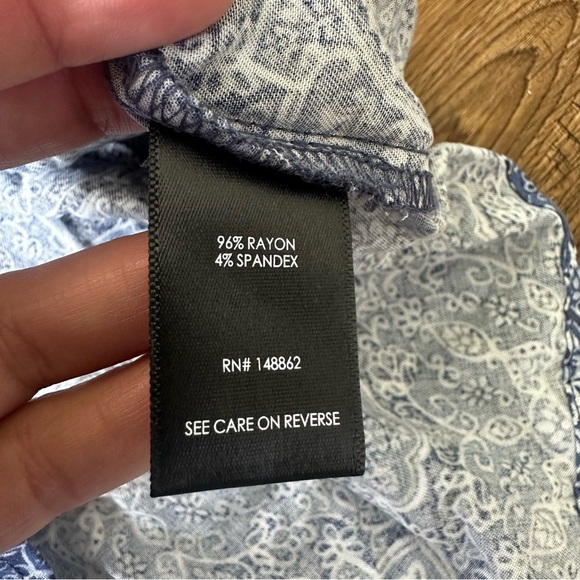 96% RAYON
4% SPANDEX
RN# 148862
SEE CARE ON REVERSE